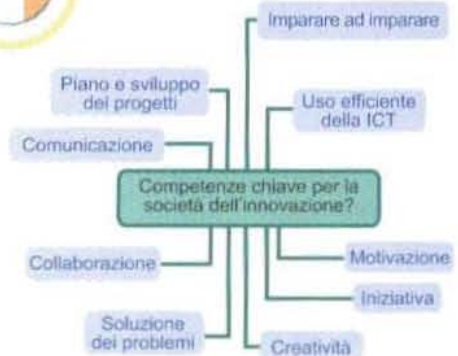 Imparare ad imparare
Piano e sviluppo
dei progetti
Uso efficiente
della ICT
Comunicazione
Competenze chiave per la
società dell'innovazione?
Collaborazione
Motivazione
Iniziativa
Soluzione
dei problemi
Creatività